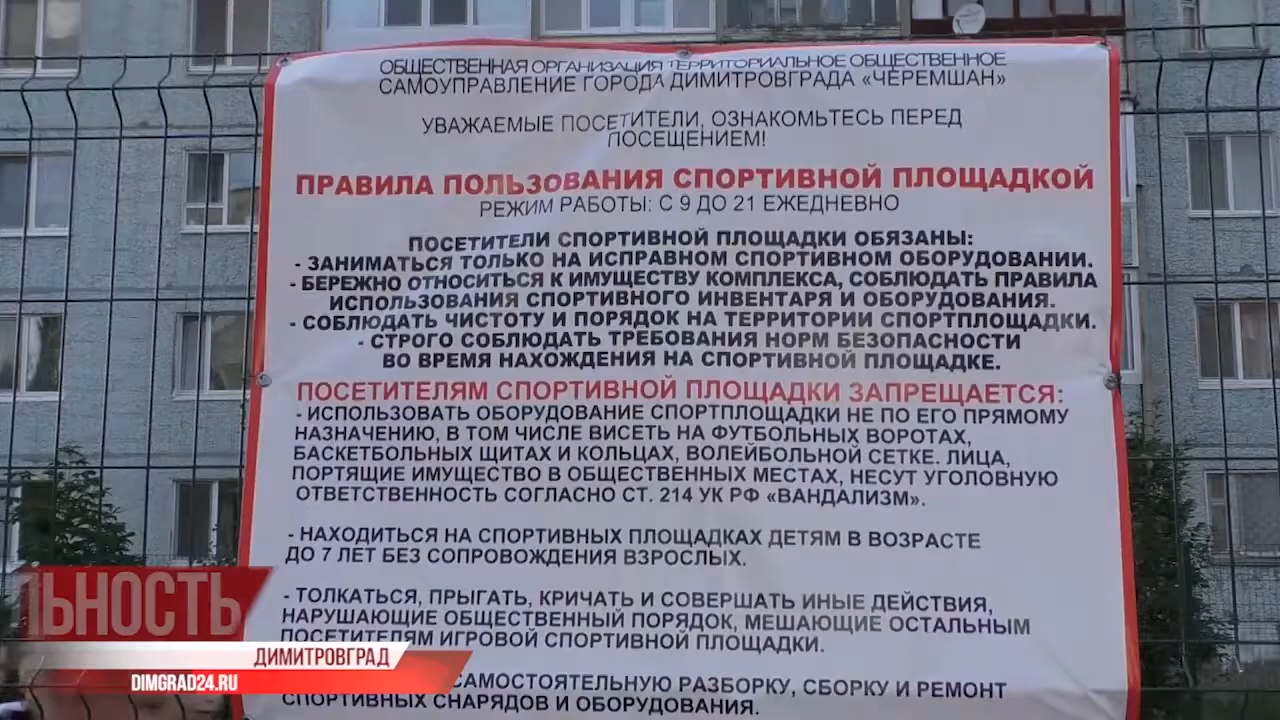 ОБЩЕСТВЕННАЯ ОРГАНИЗАЦИЯ ТЕРРИТОРИАЛЬНОЕ ОБЩЕСТВЕННОЕ
САМОУПРАВЛЕНИЕ ГОРОДА ДИМИТРОВГРАДА «ЧЕРЕМШАН»
УВАЖАЕМЫЕ ПОСЕТИТЕЛИ, ОЗНАКОМЬТЕСЬ ПЕРЕД
ПОСЕЩЕНИЕМ!
ПРАВИЛА ПОЛЬЗОВАНИЯ СПОРТИВНОЙ ПЛОЩАДКОЙ
РЕЖИМ РАБОТЫ: С 9 ДО 21 ЕЖЕДНЕВНО
ПОСЕТИТЕЛИ СПОРТИВНОЙ ПЛОЩАДКИ ОБЯЗАНЫ:
- ЗАНИМАТЬСЯ ТОЛЬКО НА ИСПРАВНОМ СПОРТИВНОМ ОБОРУДОВАНИИ.
- БЕРЕЖНО ОТНОСИТЬСЯ К ИМУЩЕСТВУ КОМПЛЕКСА, СОБЛЮДАТЬ ПРАВИЛА
ИСПОЛЬЗОВАНИЯ СПОРТИВНОГО ИНВЕНТАРЯ И ОБОРУДОВАНИЯ.
- СОБЛЮДАТЬ ЧИСТОТУ И ПОРЯДОК НА ТЕРРИТОРИИ СПОРТПЛОЩАДКИ.
- СТРОГО СОБЛЮДАТЬ ТРЕБОВАНИЯ НОРМ БЕЗОПАСНОСТИ
ВО ВРЕМЯ НАХОЖДЕНИЯ НА СПОРТИВНОЙ ПЛОЩАДКЕ.
ПОСЕТИТЕЛЯМ СПОРТИВНОЙ ПЛОЩАДКИ ЗАПРЕЩАЕТСЯ:
- ИСПОЛЬЗОВАТЬ ОБОРУДОВАНИЕ СПОРТПЛОЩАДКИ НЕ ПО ЕГО ПРЯМОМУ
НАЗНАЧЕНИЮ, В ТОМ ЧИСЛЕ ВИСЕТЬ НА ФУТБОЛЬНЫХ ВОРОТАХ,
БАСКЕТБОЛЬНЫХ ЩИТАХ И КОЛЬЦАХ, ВОЛЕЙБОЛЬНОЙ СЕТКЕ. ЛИЦА,
ПОРТЯЩИЕ ИМУЩЕСТВО В ОБЩЕСТВЕННЫХ МЕСТАХ, НЕСУТ УГОЛОВНУЮ
ОТВЕТСТВЕННОСТЬ СОГЛАСНО СТ. 214 УК РФ «ВАНДАЛИЗМ».
- НАХОДИТЬСЯ НА СПОРТИВНЫХ ПЛОЩАДКАХ ДЕТЯМ В ВОЗРАСТЕ
ДО 7 ЛЕТ БЕЗ СОПРОВОЖДЕНИЯ ВЗРОСЛЫХ.
- ТОЛКАТЬСЯ, ПРЫГАТЬ, КРИЧАТЬ И СОВЕРШАТЬ ИНЫЕ ДЕЙСТВИЯ,
НАРУШАЮЩИЕ ОБЩЕСТВЕННЫЙ ПОРЯДОК, МЕШАЮЩИЕ ОСТАЛЬНЫМ
ПОСЕТИТЕЛЯМ ИГРОВОЙ СПОРТИВНОЙ ПЛОЩАДКИ.
САМОСТОЯТЕЛЬНУЮ РАЗБОРКУ, СБОРКУ И РЕМОНТ
СПОРТИВНЫХ СНАРЯДОВ И ОБОРУДОВАНИЯ.
ЛЬНОСТЬ
ДИМИТРОВГРАД
DIMGRAD24.RU